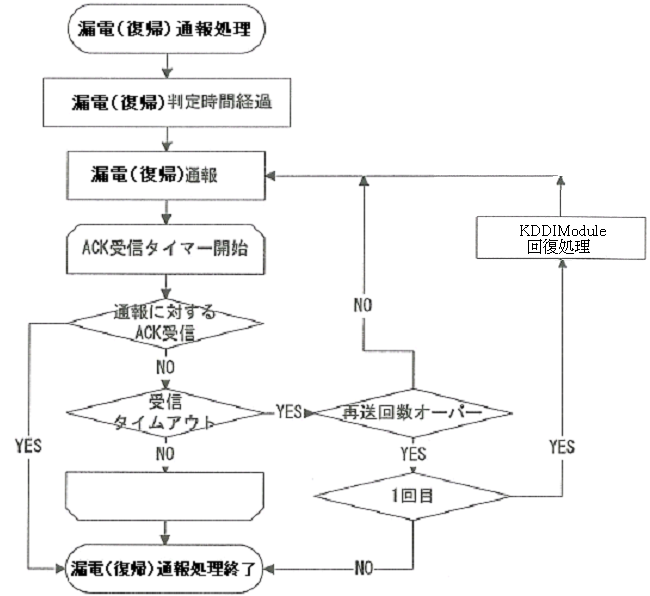 漏電(復帰)通報処理
漏電(復帰)判定時間経過
漏電(復帰)通報
ACK受信タイマー開始
KDDIModule
回復処理
通報に対する
ACK受信
NO
NO
受信
タイムアウト
YES
再送回数オーパー
YES
NO
YES
YES
1回目
漏電(復帰)通報処理終了
NO